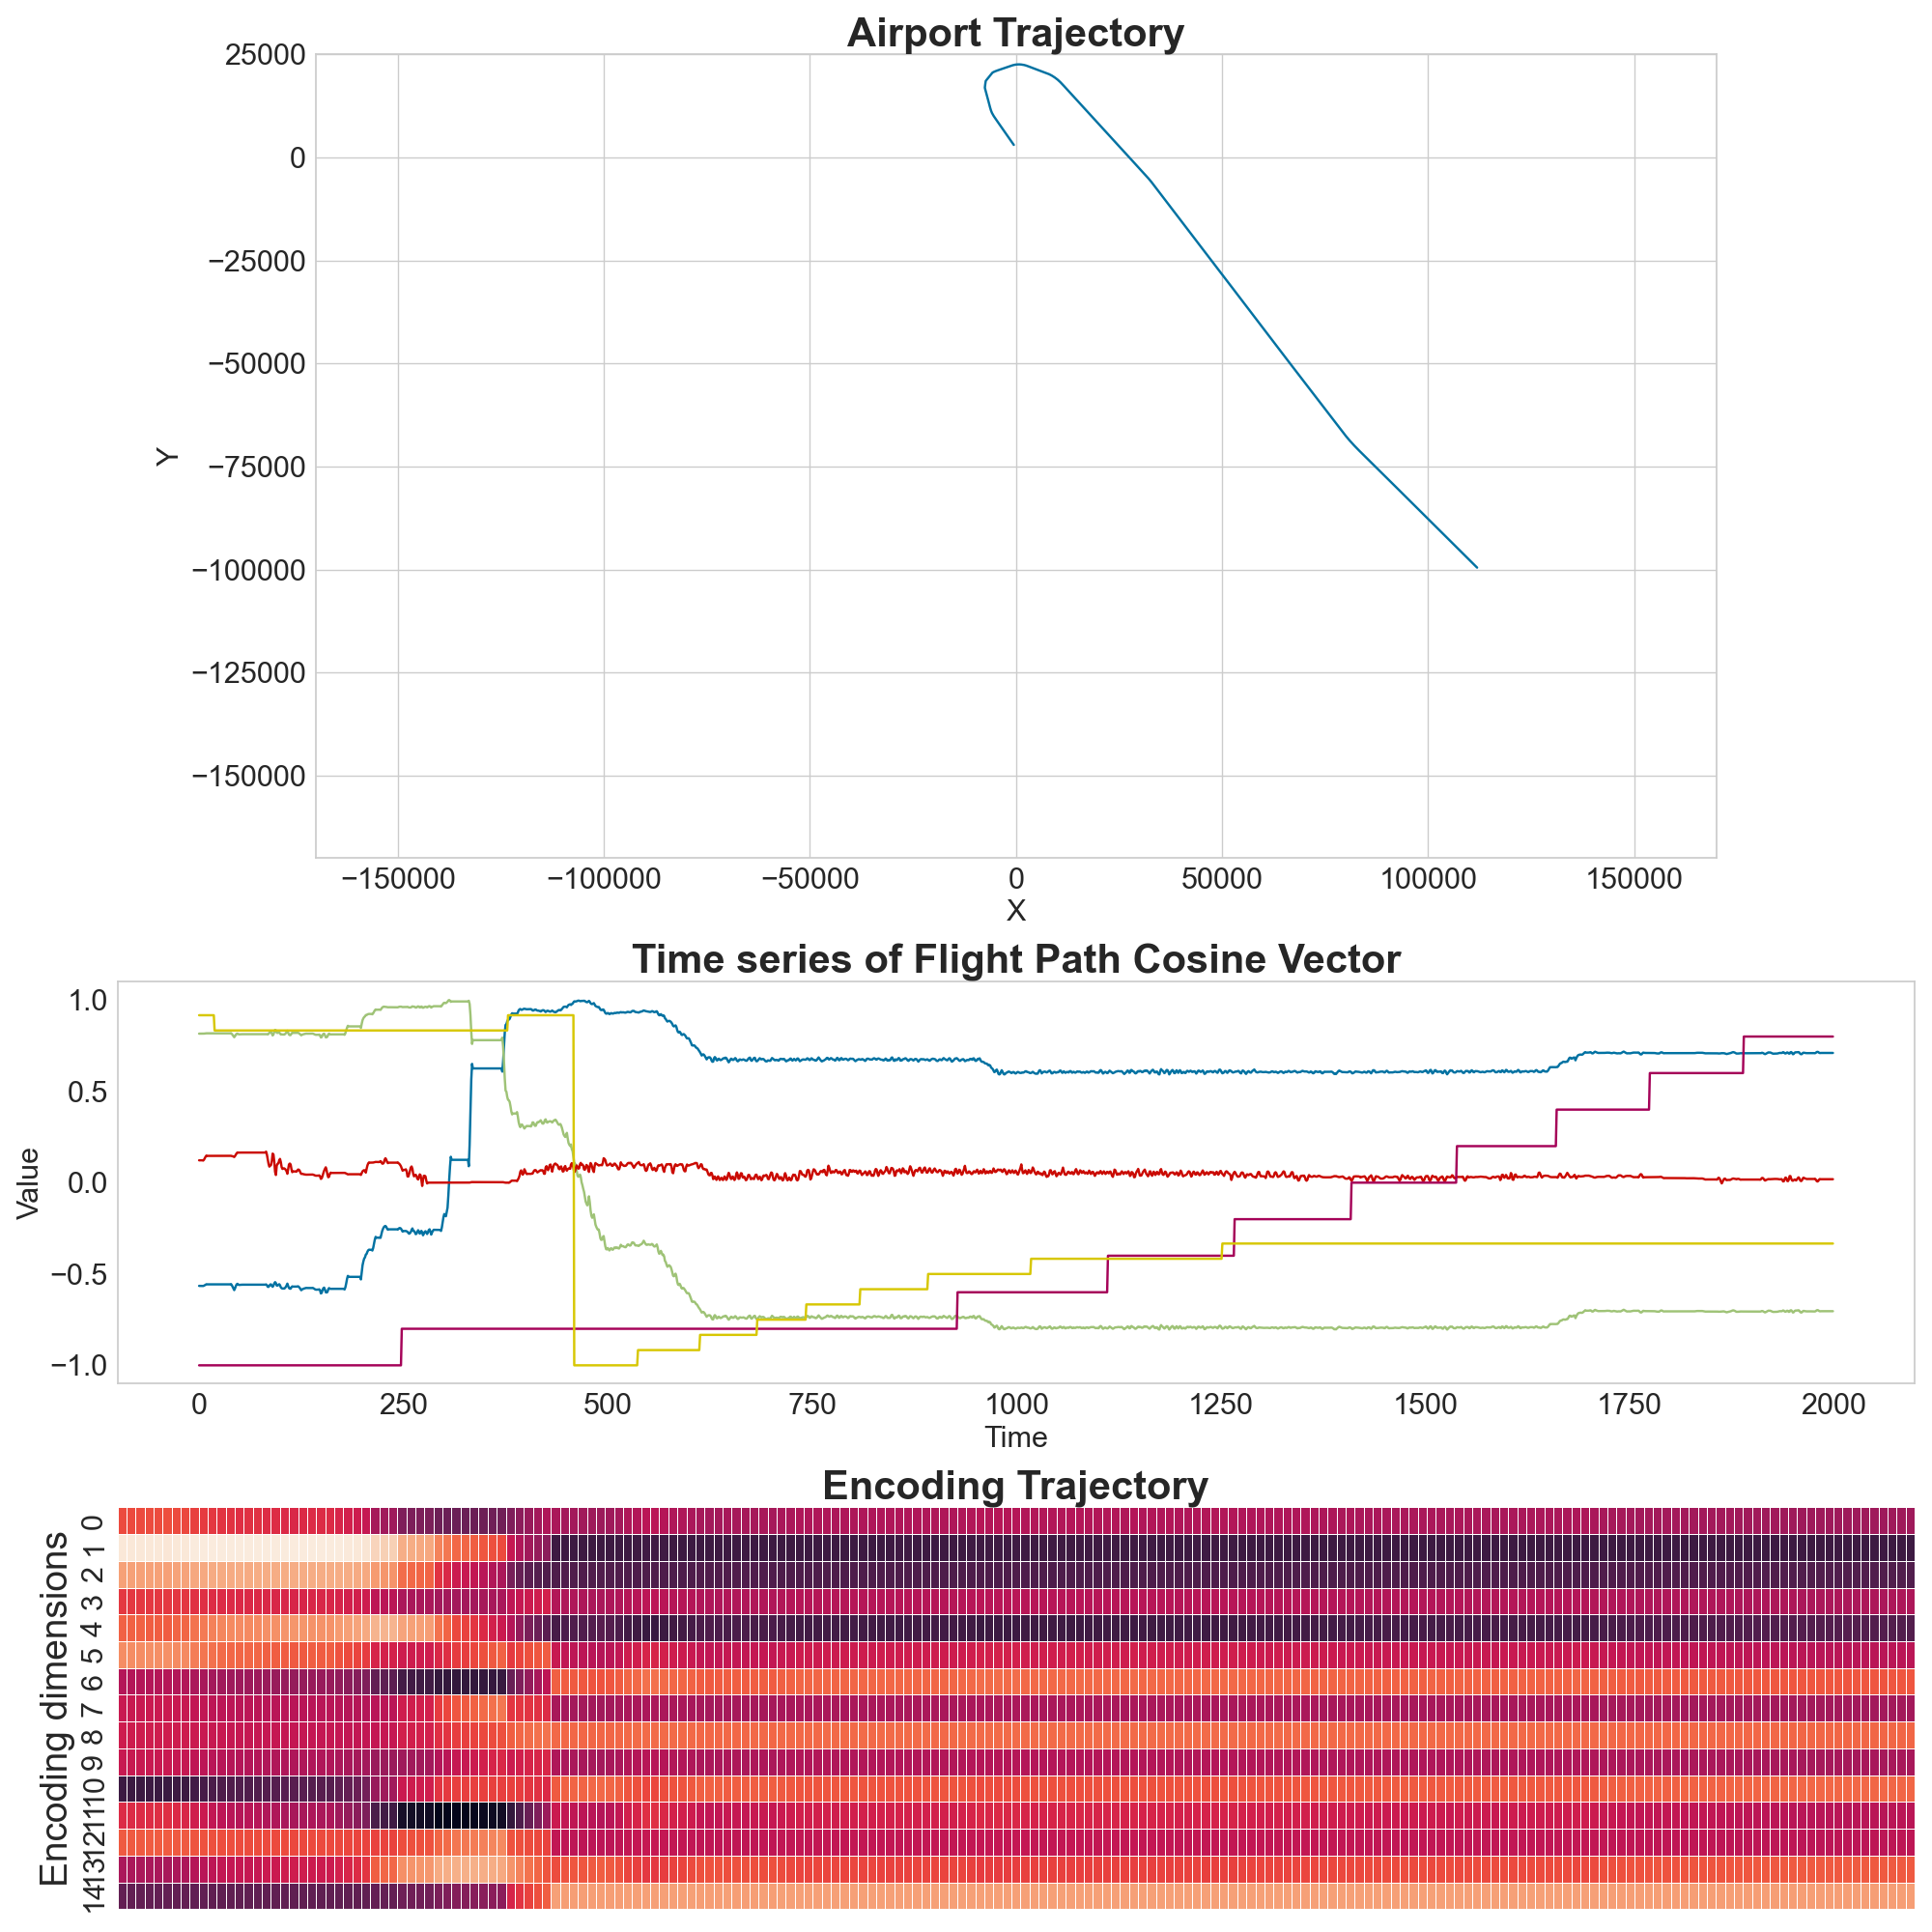 Airport Trajectory
25000
0
−25000
−50000
−75000
−100000
−125000
−150000
Y
−150000 −100000 −50000 0 50000 100000 150000
X
Time series of Flight Path Cosine Vector
1.0
0.5
0.0
−0.5
−1.0
Value
0 250 500 750 1000 1250 1500 1750 2000
Time
Encoding Trajectory
Encoding dimensions
0
1
2
3
4
5
6
7
8
9
10
11
12
13
14